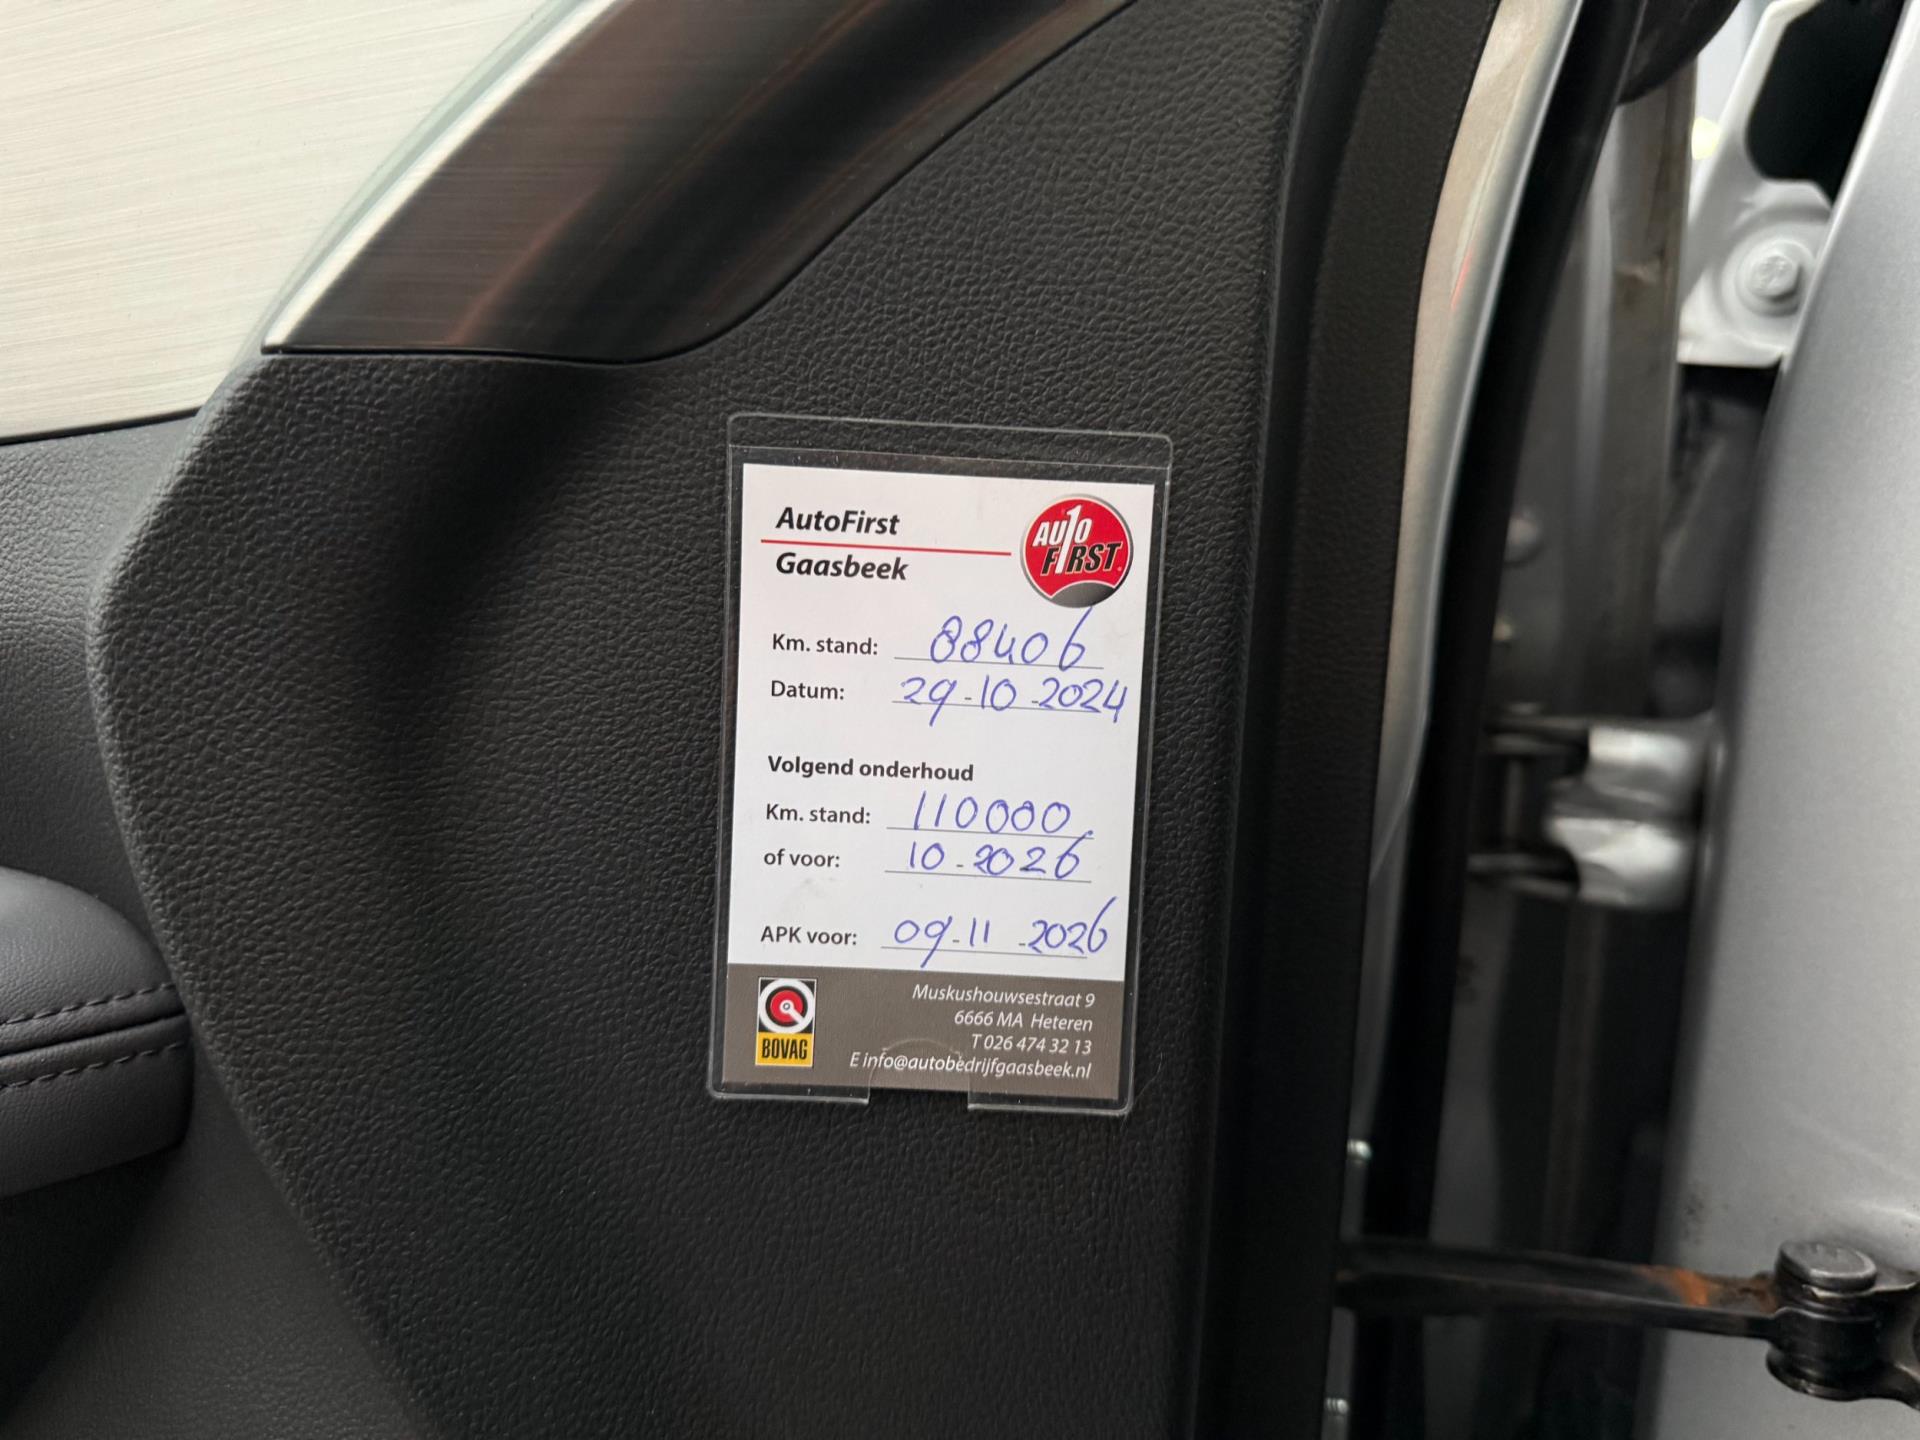 AutoFirst
Gaasbeek
AUTO
FIRST
Km. stand: 88406
Datum: 29-10-2024
Volgend onderhoud
Km. stand: 110000.
of voor: 10-2026
APK voor: 09-11-2026
BOVAG
Muskushouwsestraat 9
6666 MA Heteren
T 026 474 32 13
E info@autobedrijfgaasbeek.nl